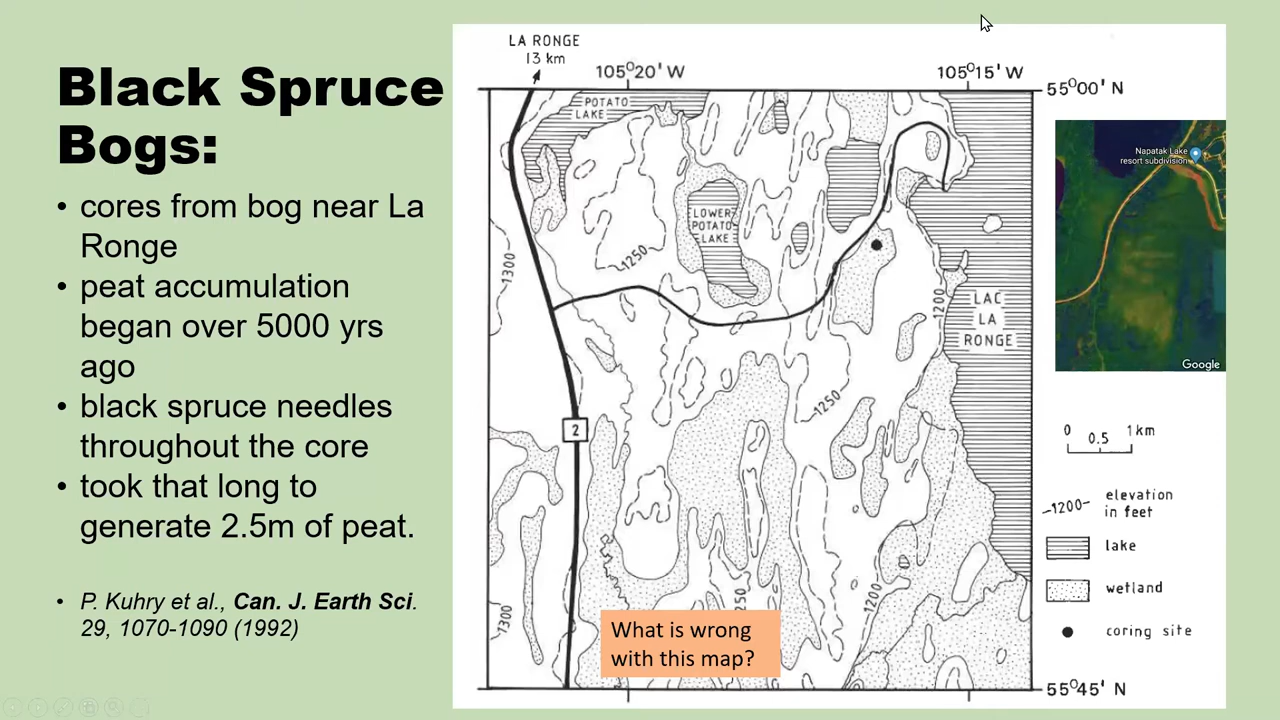 Black Spruce
Bogs:
• cores from bog near La
Ronge
• peat accumulation
began over 5000 yrs
ago
• black spruce needles
throughout the core
• took that long to
generate 2.5m of peat.
• P. Kuhry et al., Can. J. Earth Sci.
29, 1070-1090 (1992)
LA RONGE
13 km
105°20' W
105°15' W
55°00' N
POTATO
LAKE
LOWER
POTATO
LAKE
1250
1300
1200
LAC
LA
RONGE
1250
2
1200
1300
250
What is wrong
with this map?
55°45' N
Napatak Lake
resort subdivision
Google
0 0.5 1km
-1200- elevation
in feet
lake
wetland
coring site